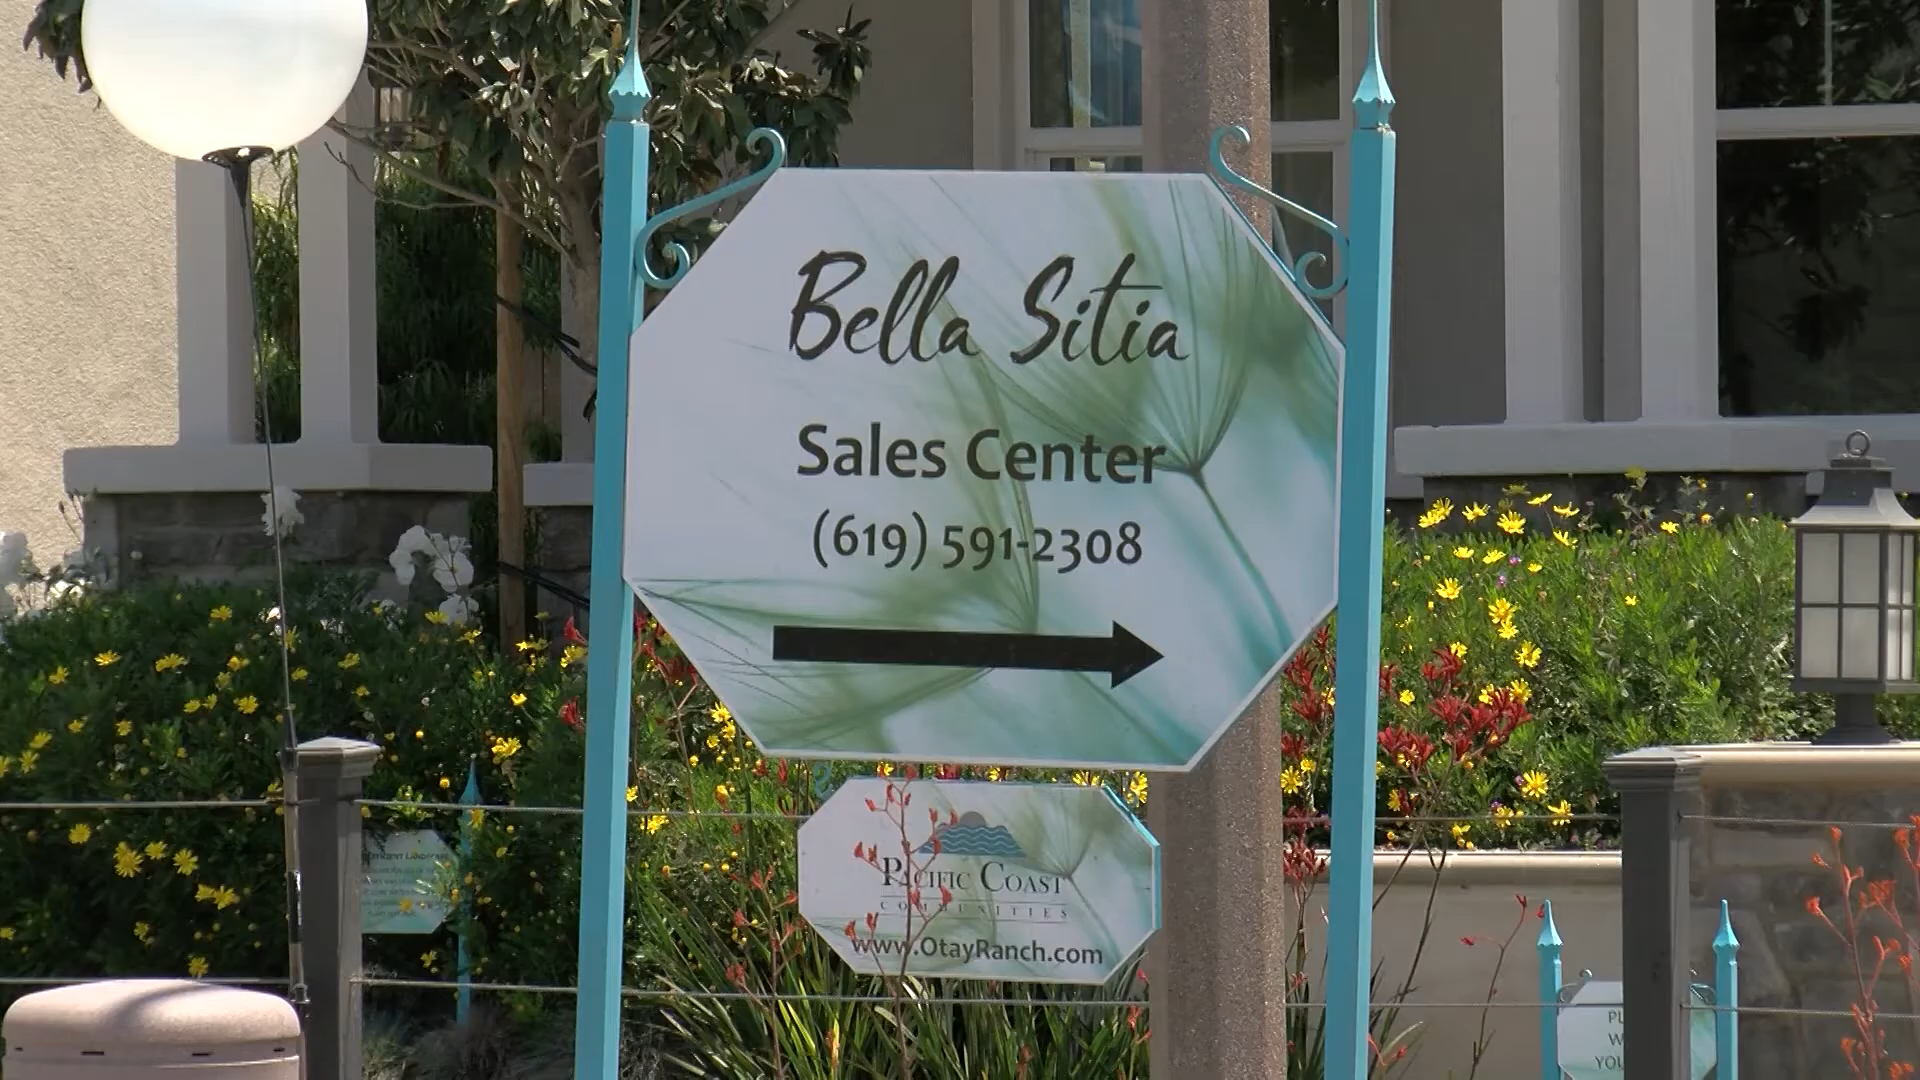 Bella Sitia
Sales Center
(619) 591-2308
PACIFIC COAST
COMMUNITIES
www.OtayRanch.com